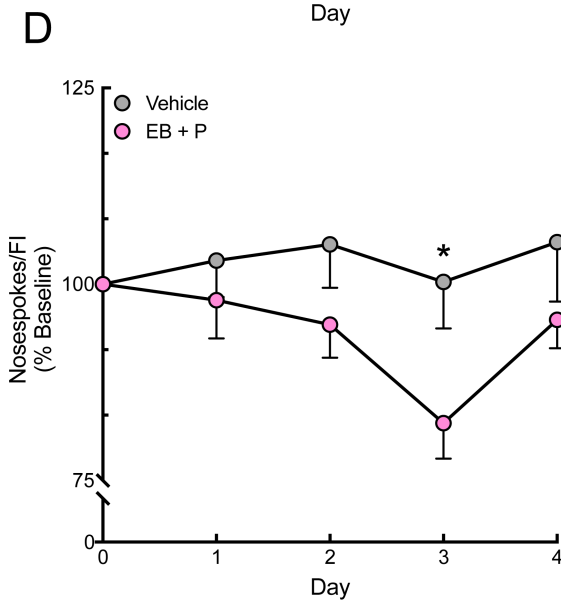 Day
D
125
Vehicle
EB + P
Nosespokes/FI
(% Baseline)
100
*
75
0
0 1 2 3 4
Day